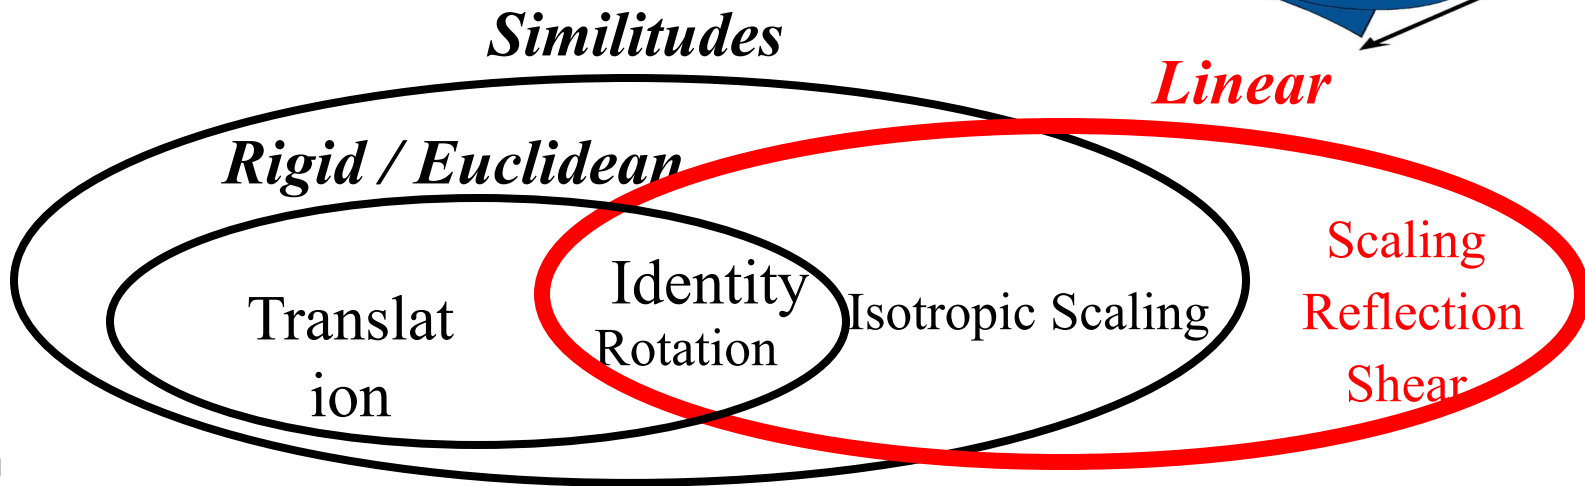 Similitudes
Linear
Rigid / Euclidean
Scaling
Identity
Translat
Isotropic Scaling
Reflection
Rotation
ion
Shear